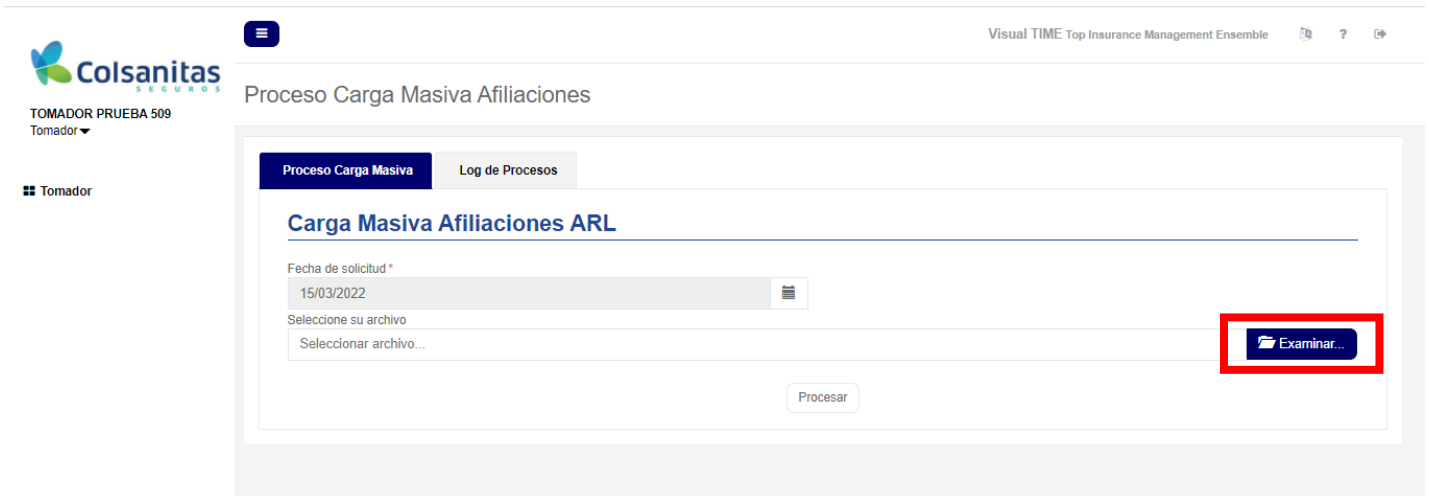 Visual TIME Top Insurance Management Ensemble ?
Colsanitas
SEGUROS
TOMADOR PRUEBA 509
Tomador
Tomador
Proceso Carga Masiva Afiliaciones
Proceso Carga Masiva Log de Procesos
Carga Masiva Afiliaciones ARL
Fecha de solicitud *
15/03/2022
Seleccione su archivo
Seleccionar archivo... Examinar...
Procesar